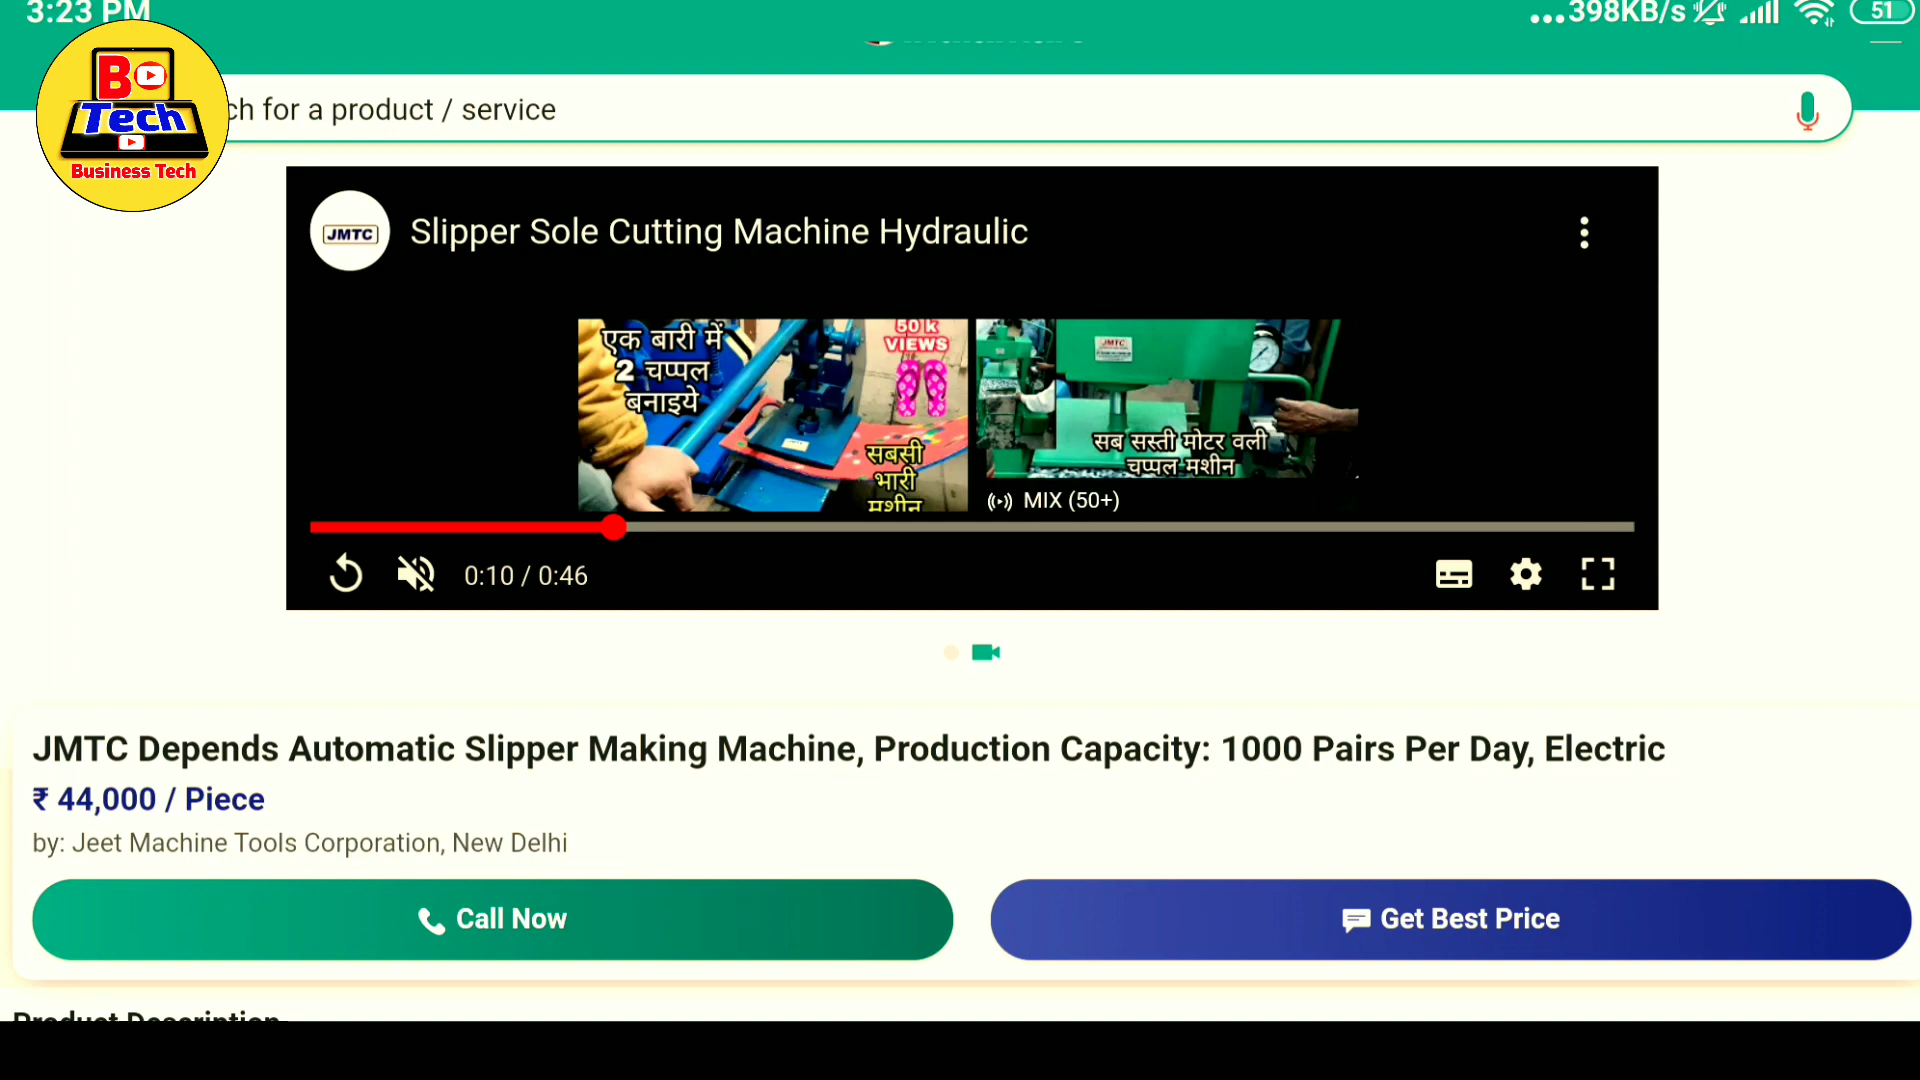 3:23 PM
...398KB/s
51
B
Tech
Business Tech
ch for a product / service
JMTC
Slipper Sole Cutting Machine Hydraulic
एक बारी में
2 चप्पल
बनाइये
50 k
VIEWS
सबसी
भारी
मशीन
JMTC
सब सस्ती मोटर वली
चप्पल मशीन
MIX (50+)
0:10 / 0:46
JMTC Depends Automatic Slipper Making Machine, Production Capacity: 1000 Pairs Per Day, Electric
₹ 44,000 / Piece
by: Jeet Machine Tools Corporation, New Delhi
Call Now
Get Best Price
Product Description